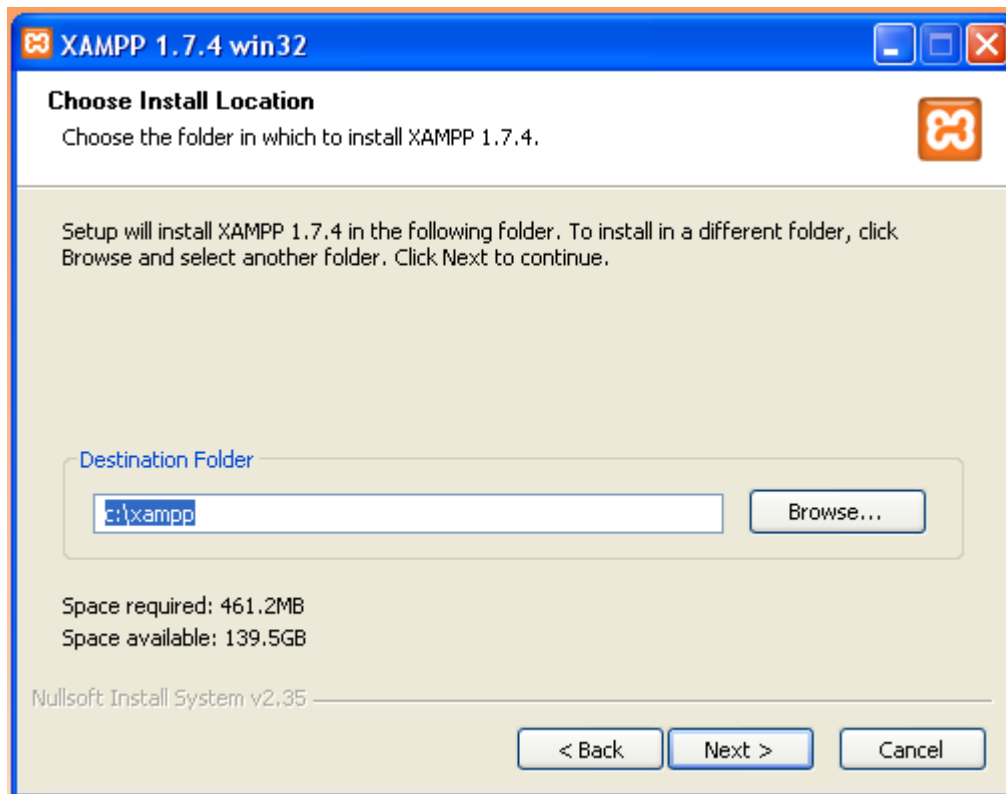 XAMPP 1.7.4 win32
Choose Install Location
Choose the folder in which to install XAMPP 1.7.4.
Setup will install XAMPP 1.7.4 in the following folder. To install in a different folder, click
Browse and select another folder. Click Next to continue.
Destination Folder
c:\xampp
Browse...
Space required: 461.2MB
Space available: 139.5GB
Nullsoft Install System v2.35
< Back
Next >
Cancel